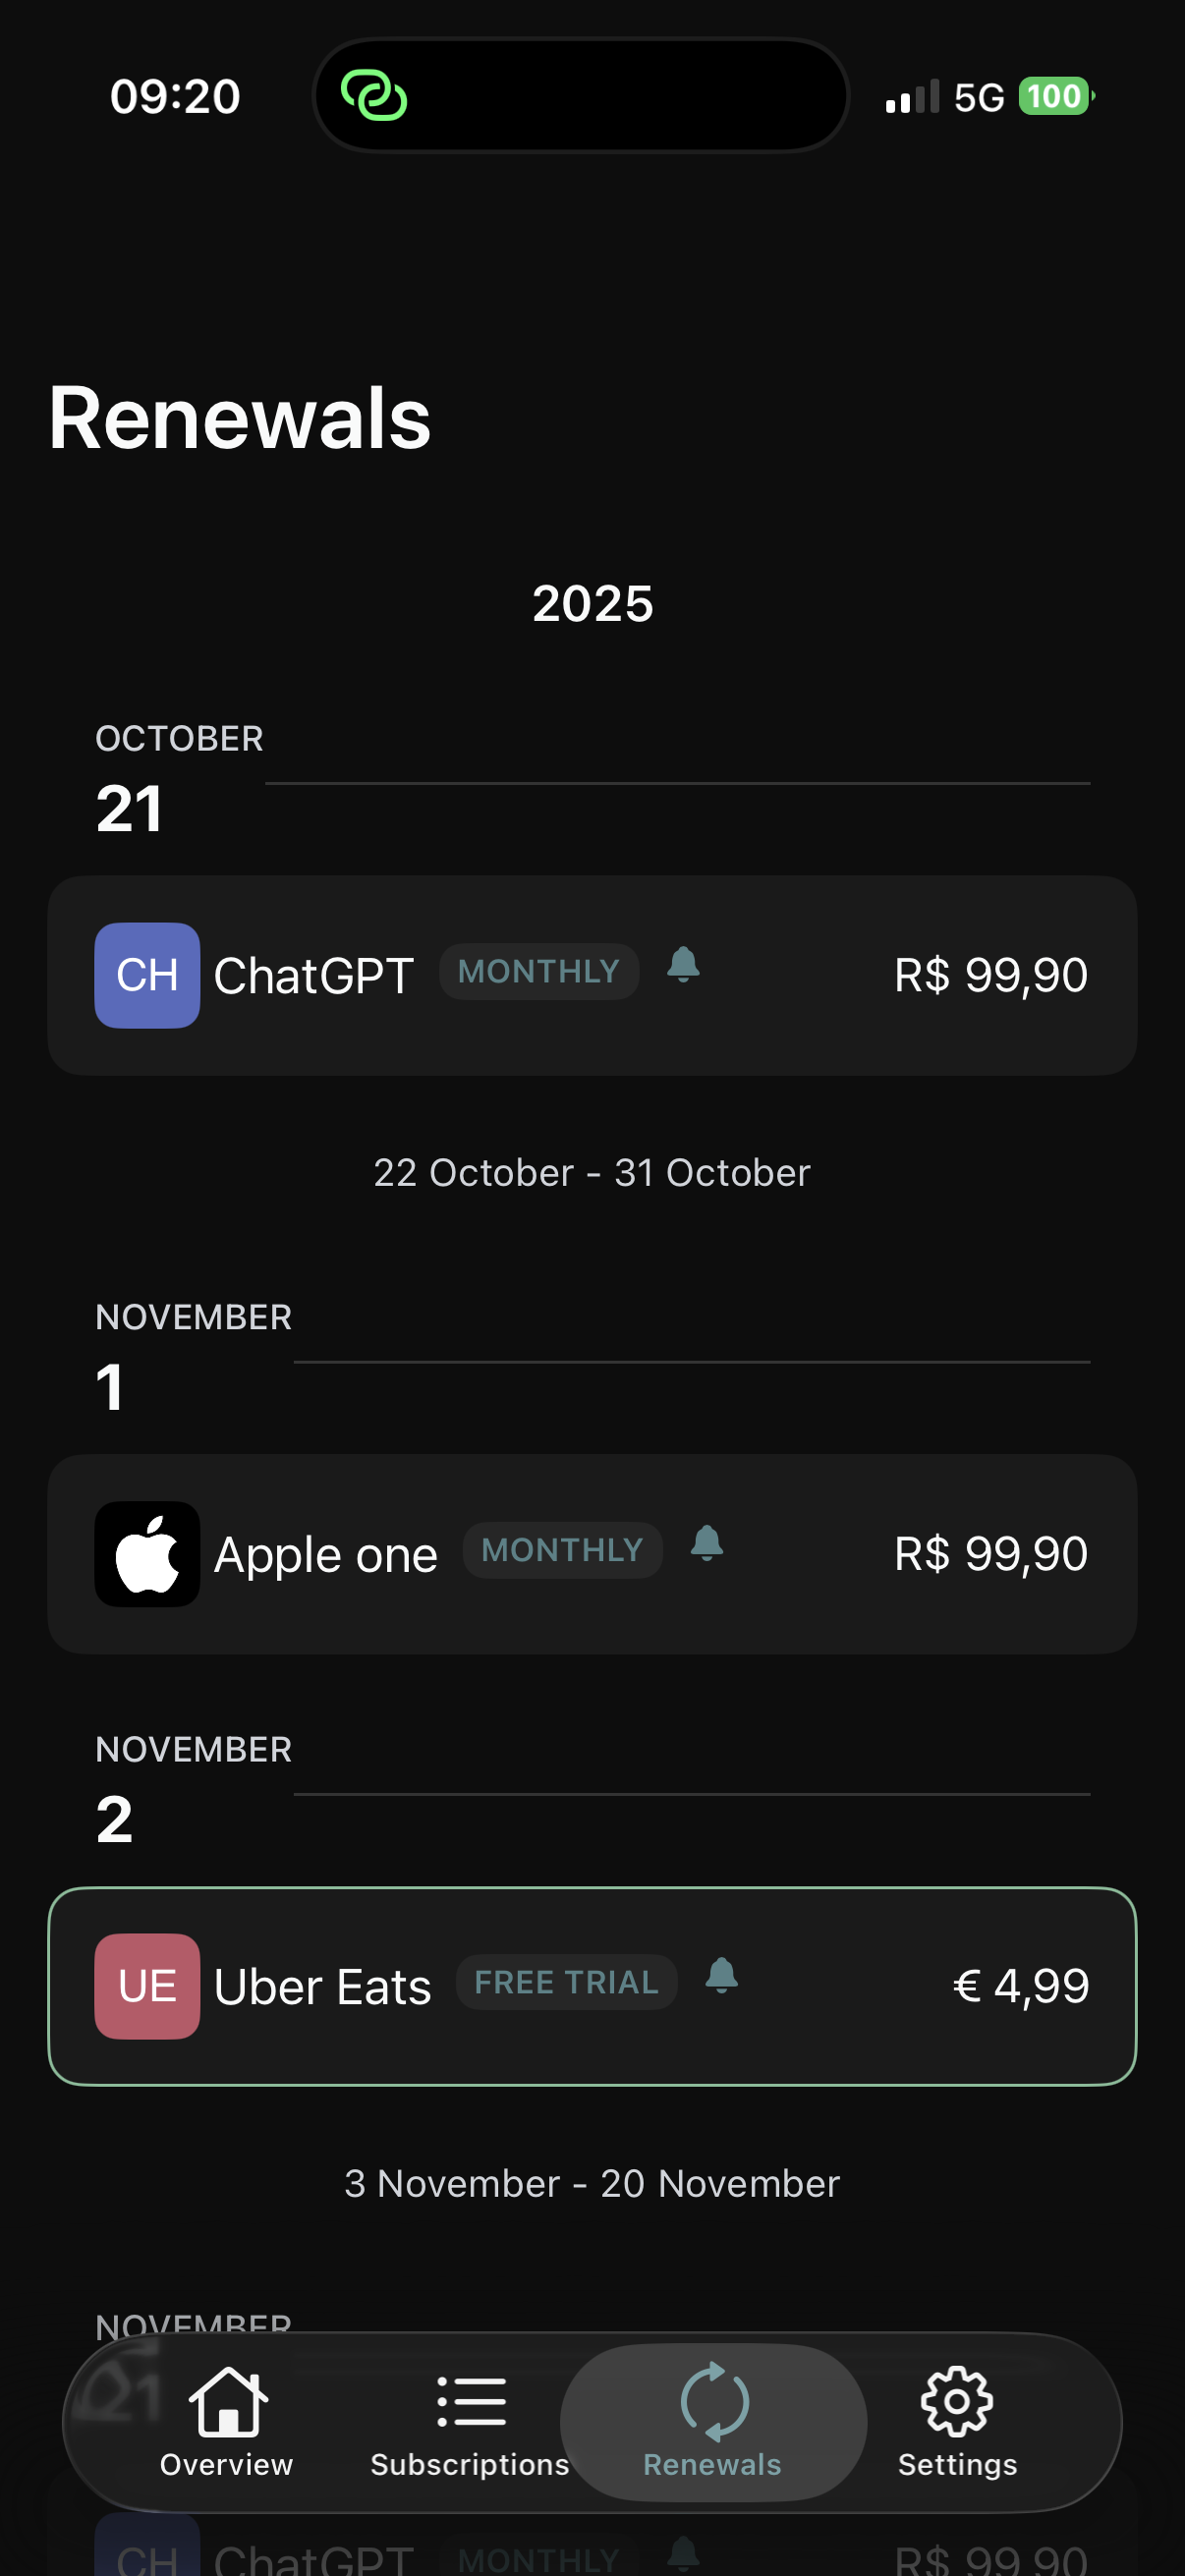 09:20
5G 100
Renewals
2025
OCTOBER
21
CH ChatGPT MONTHLY R$ 99,90
22 October - 31 October
NOVEMBER
1
Apple one MONTHLY R$ 99,90
NOVEMBER
2
UE Uber Eats FREE TRIAL € 4,99
3 November - 20 November
NOVEMBER
21
Overview Subscriptions Renewals Settings
CH ChatGPT MONTHLY R$ 99,90